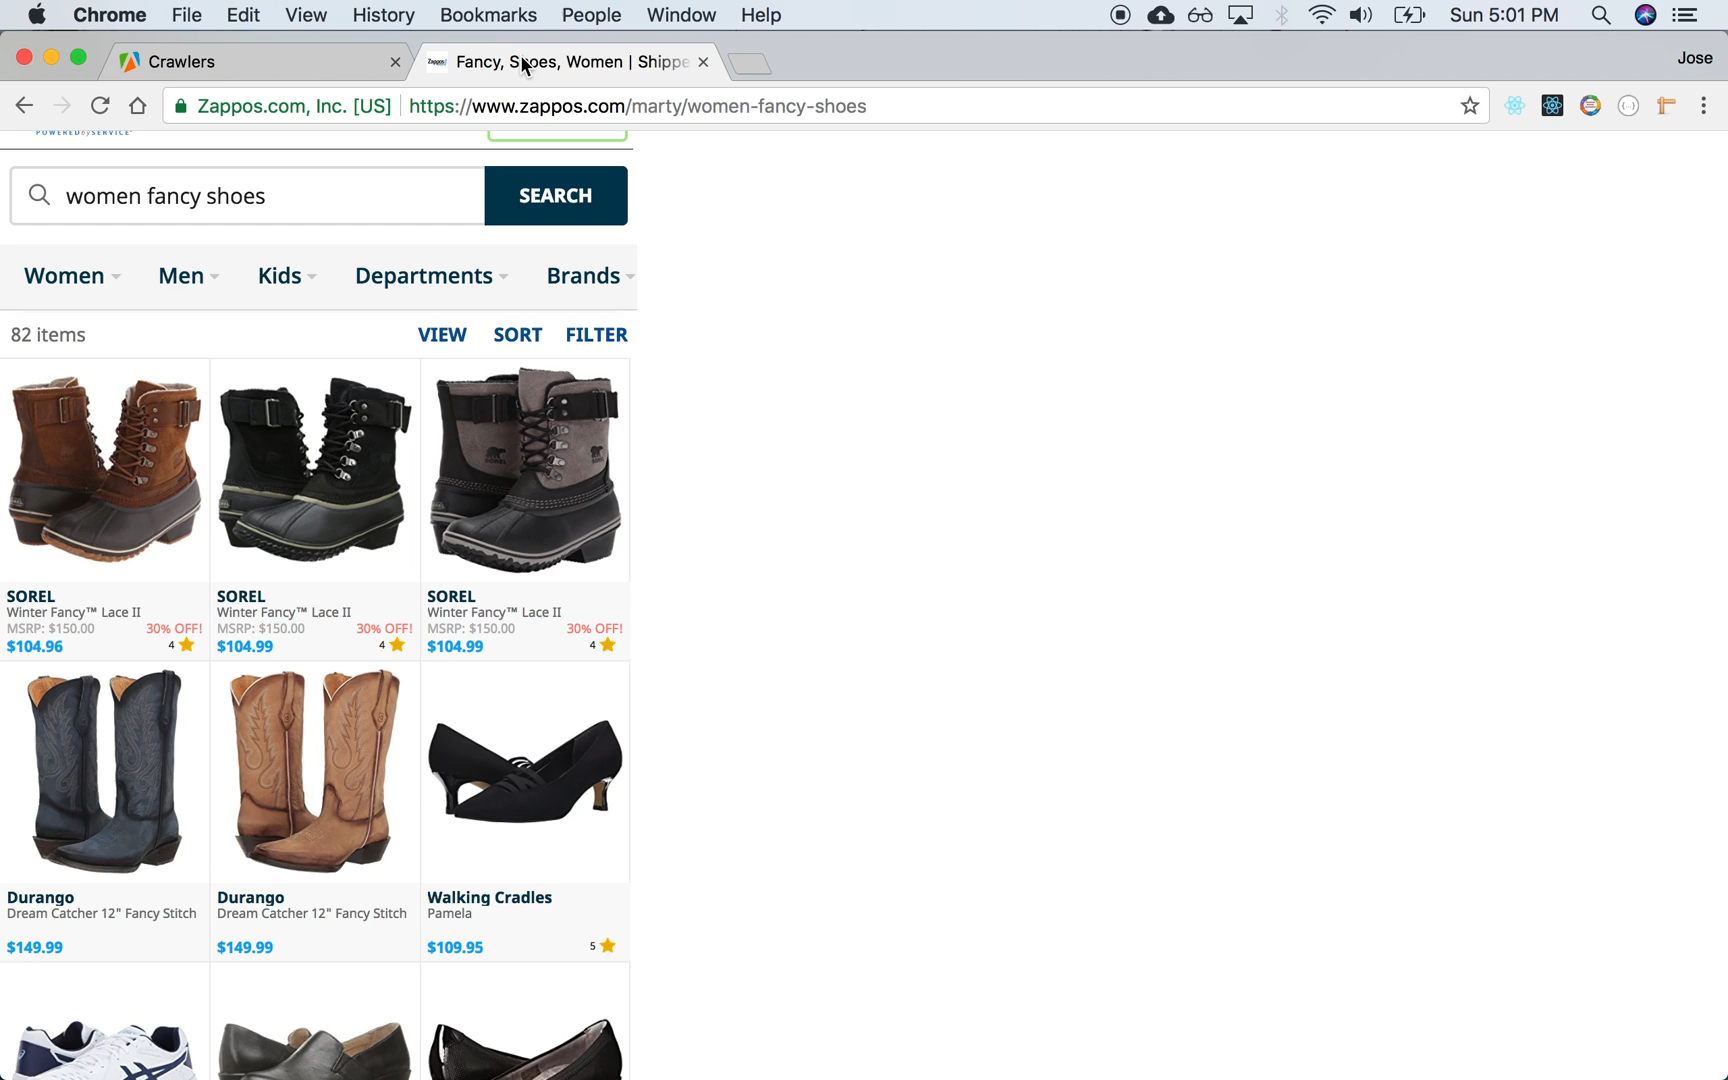 Chrome File Edit View History Bookmarks People Window Help Sun 5:01 PM
Crawlers Fancy, Shoes, Women | Shippe Jose
Zappos.com, Inc. [US] https://www.zappos.com/marty/women-fancy-shoes
POWERED by SERVICE
women fancy shoes SEARCH
Women Men Kids Departments Brands
82 items VIEW SORT FILTER
SOREL SOREL SOREL
Winter Fancy™ Lace II Winter Fancy™ Lace II Winter Fancy™ Lace II
MSRP: $150.00 30% OFF! MSRP: $150.00 30% OFF! MSRP: $150.00 30% OFF!
$104.96 4 $104.99 4 $104.99 4
Durango Durango Walking Cradles
Dream Catcher 12" Fancy Stitch Dream Catcher 12" Fancy Stitch Pamela
$149.99 $149.99 $109.95 5